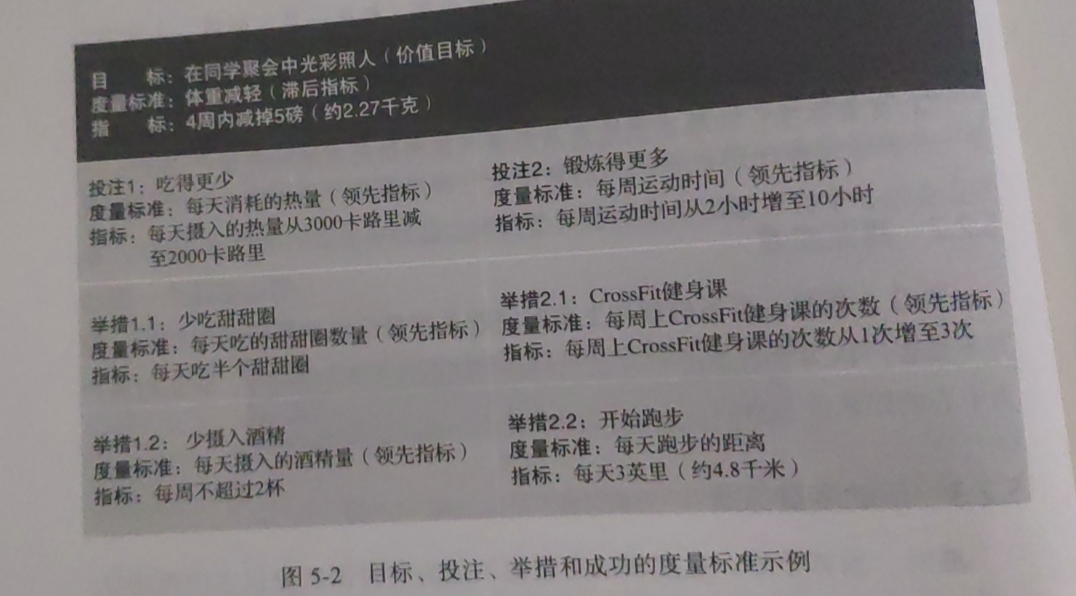 目　　标：在同学聚会中光彩照人（价值目标）
度量标准：体重减轻（滞后指标）
指　　标：4周内减掉5磅（约2.27千克）
投注1：吃得更少
度量标准：每天消耗的热量（领先指标）
指标：每天摄入的热量从3000卡路里减
至2000卡路里
投注2：锻炼得更多
度量标准：每周运动时间（领先指标）
指标：每周运动时间从2小时增至10小时
举措1.1：少吃甜甜圈
度量标准：每天吃的甜甜圈数量（领先指标）
指标：每天吃半个甜甜圈
举措2.1：CrossFit健身课
度量标准：每周上CrossFit健身课的次数（领先指标）
指标：每周上CrossFit健身课的次数从1次增至3次
举措1.2：少摄入酒精
度量标准：每天摄入的酒精量（领先指标）
指标：每周不超过2杯
举措2.2：开始跑步
度量标准：每天跑步的距离
指标：每天3英里（约4.8千米）
图 5-2　目标、投注、举措和成功的度量标准示例